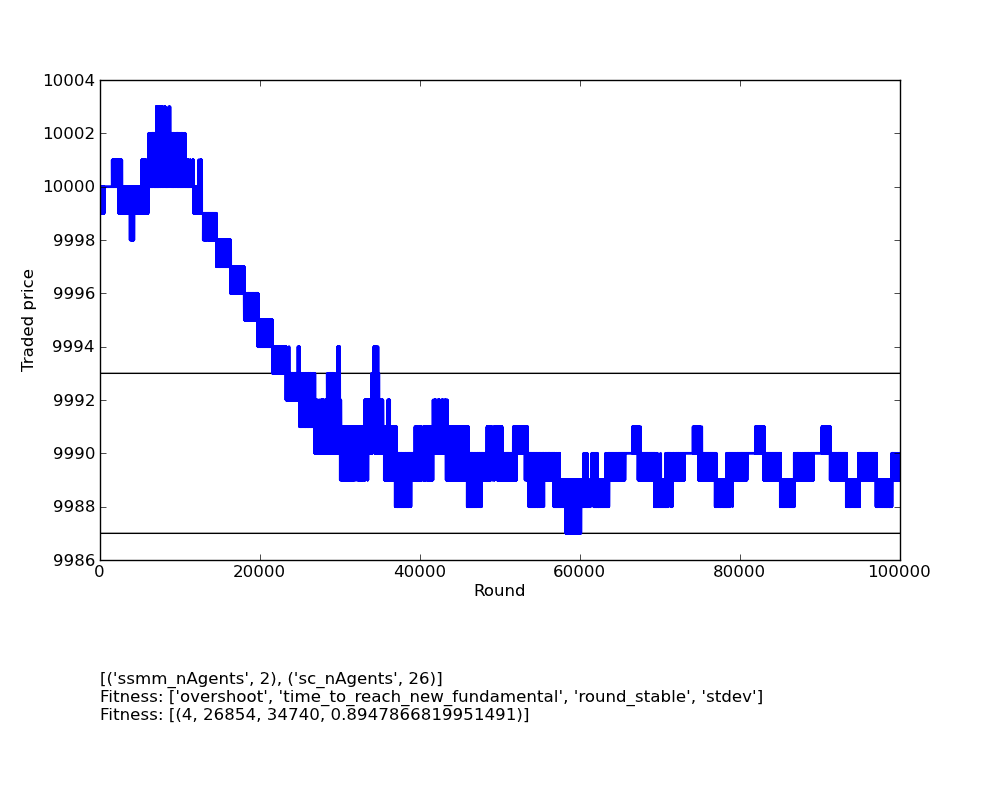 10004
10002
10000
9998
9996
9994
9992
9990
9988
9986
Traded price
0 20000 40000 60000 80000 100000
Round
[('ssmm_nAgents', 2), ('sc_nAgents', 26)]
Fitness: ['overshoot', 'time_to_reach_new_fundamental', 'round_stable', 'stdev']
Fitness: [(4, 26854, 34740, 0.8947866819951491)]